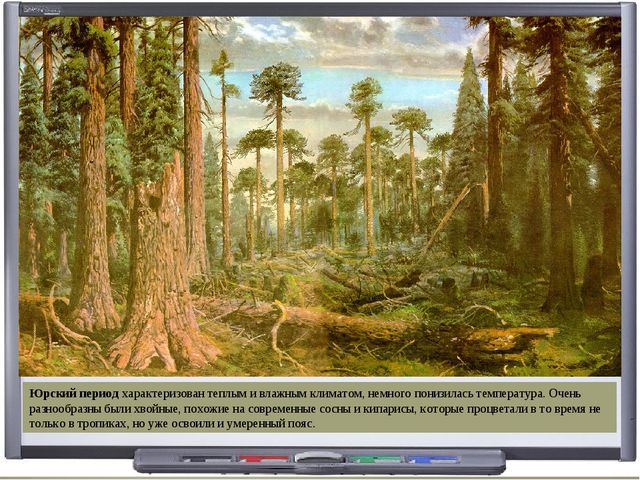 Юрский период характеризован теплым и влажным климатом, немного понизилась температура. Очень
разнообразны были хвойные, похожие на современные сосны и кипарисы, которые процветали в то время не
только в тропиках, но уже освоили и умеренный пояс.